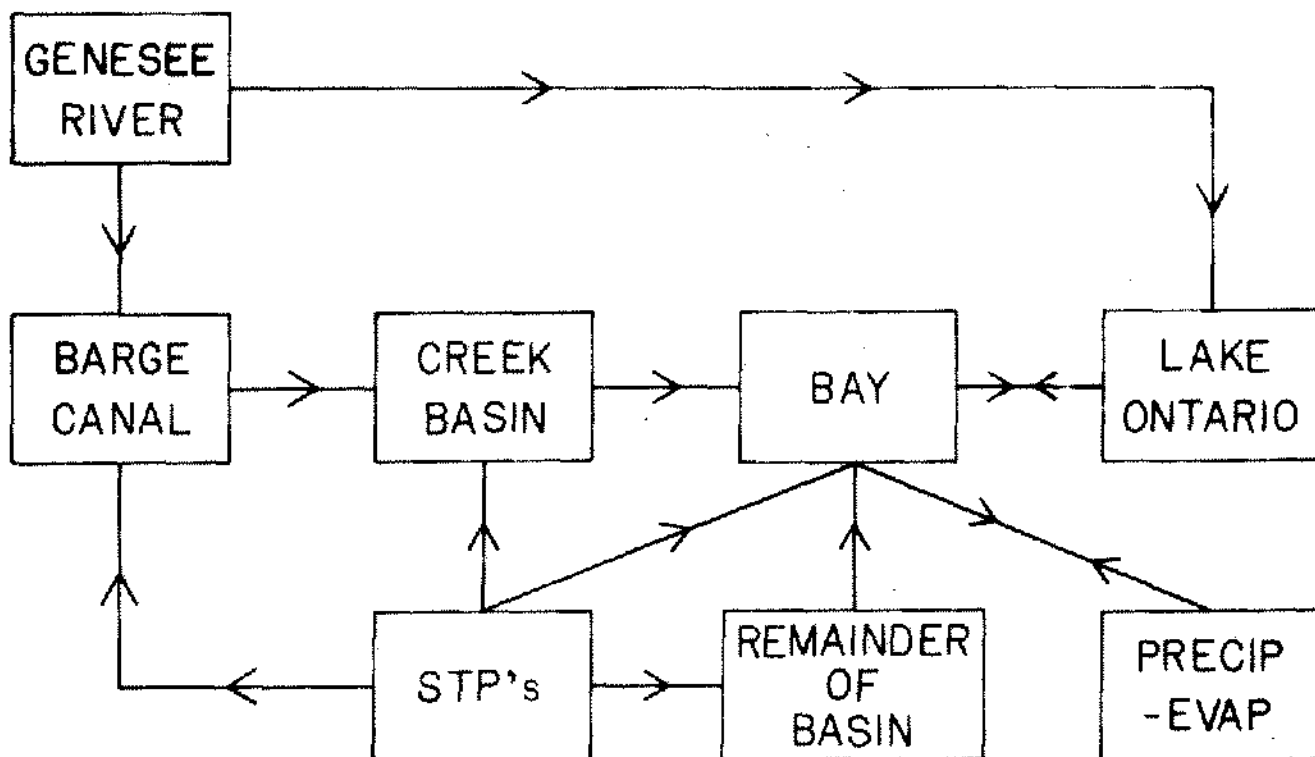 GENESEE
RIVER
BARGE
CANAL
CREEK
BASIN
BAY
LAKE
ONTARIO
STP's
REMAINDER
OF
BASIN
PRECIP
-EVAP